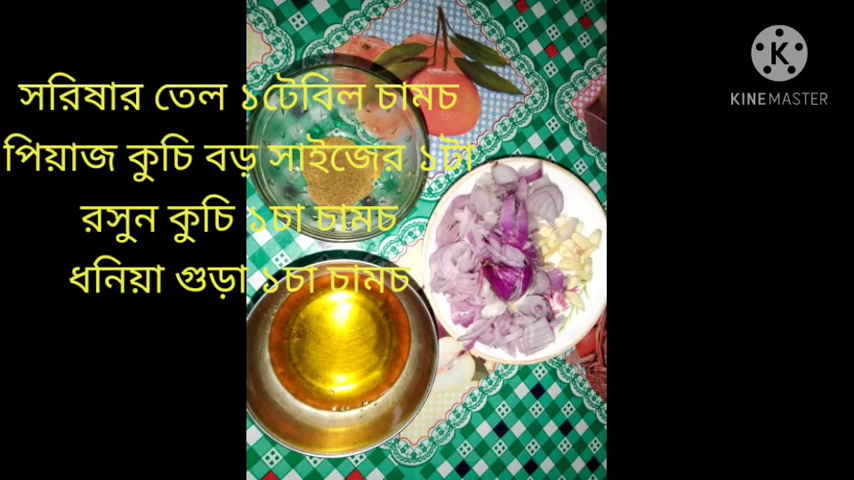 সরিষার তেল ১টেবিল চামচ
পিয়াজ কুচি বড় সাইজের ১টা
রসুন কুচি ১চা চামচ
ধনিয়া গুড়া ১চা চামচ
K
KINEMASTER